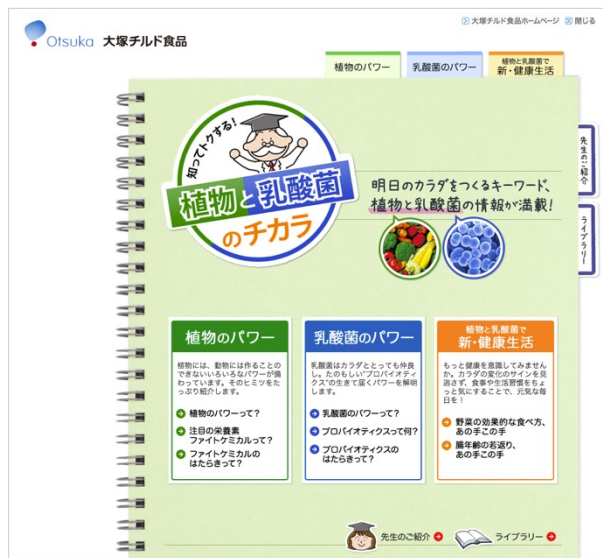 大塚チルド食品ホームページ 閉じる
Otsuka 大塚チルド食品
植物のパワー
乳酸菌のパワー
植物と乳酸菌で
新・健康生活
先生のご紹介
ライブラリー
知ってトクする!
植物と乳酸菌
のチカラ
明日のカラダをつくるキーワード、
植物と乳酸菌の情報が満載!
植物のパワー
植物には、動物には作ることの
できないいろいろなパワーが備
わっています。そのヒミツをた
っぷり紹介します。
植物のパワーって?
注目の栄養素
ファイトケミカルって?
ファイトケミカルの
はたらきって?
乳酸菌のパワー
乳酸菌はカラダととっても仲良
し。たのもしい"プロバイオティ
クス"の生きて届くパワーを解明
します。
乳酸菌のパワーって?
プロバイオティクスって何?
プロバイオティクスの
はたらきって?
植物と乳酸菌で
新・健康生活
もっと健康を意識してみません
か。カラダの変化のサインを見
逃さず、食事や生活習慣をちょ
っと気にすることで、元気な毎
日を!
野菜の効果的な食べ方、
あの手この手
腸年齢の若返り、
あの手この手
先生のご紹介
ライブラリー